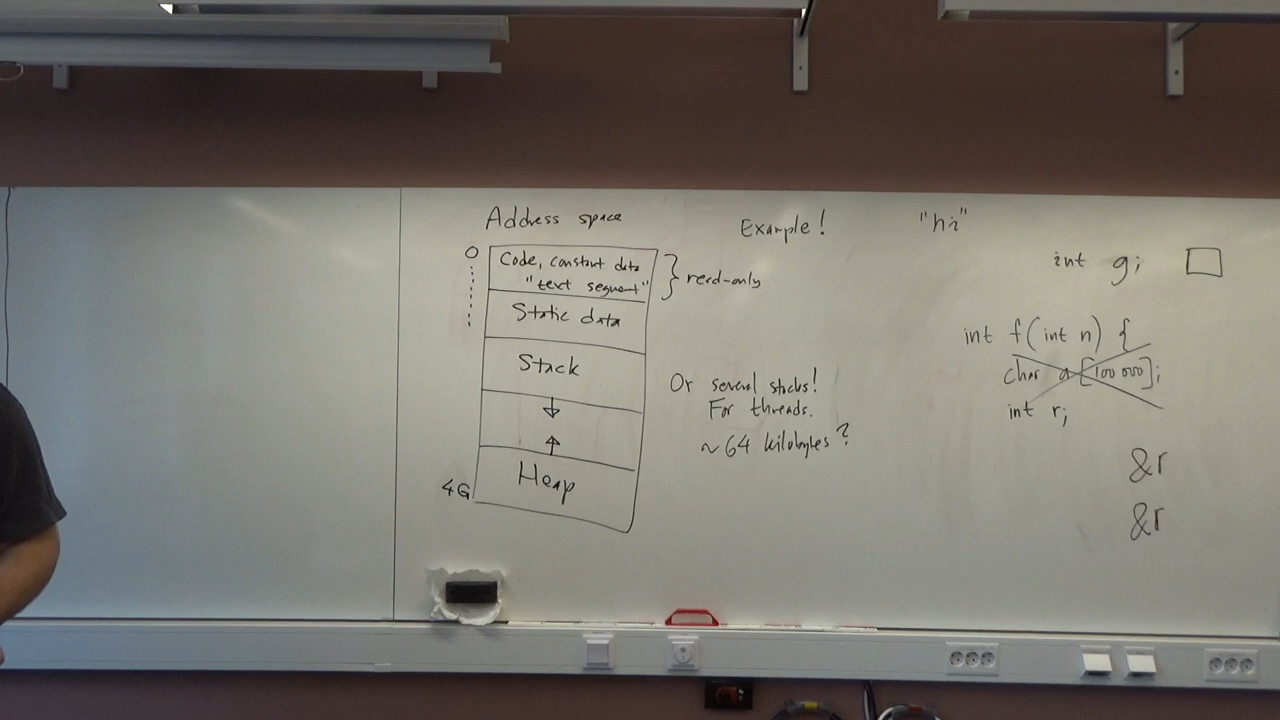 Address space
0
Code, constant data
"text segment"
read-only
Static data
Stack
Heap
4G
Or several stacks!
For threads.
~64 kilobytes?
Example!
"hi"
int g;
int f(int n) {
char a[100 000];
int r;
&r
&r